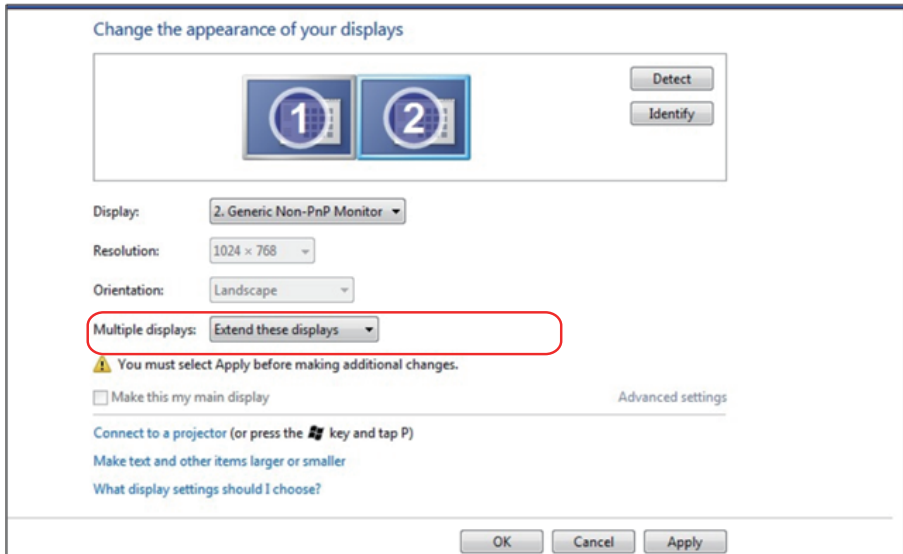 Change the appearance of your displays
1 2
Detect
Identify
Display: 2. Generic Non-PnP Monitor
Resolution: 1024 × 768
Orientation: Landscape
Multiple displays: Extend these displays
You must select Apply before making additional changes.
Make this my main display Advanced settings
Connect to a projector (or press the key and tap P)
Make text and other items larger or smaller
What display settings should I choose?
OK Cancel Apply